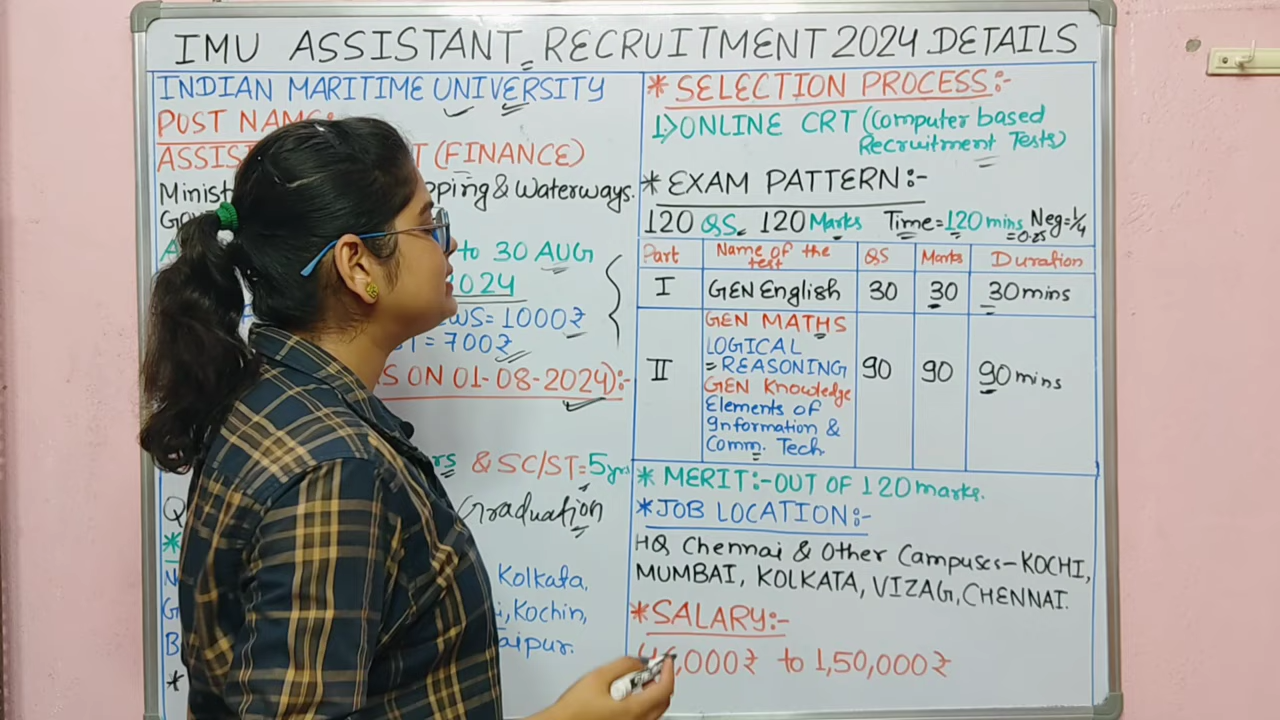 IMU ASSISTANT RECRUITMENT 2024 DETAILS
INDIAN MARITIME UNIVERSITY
POST NAME:-
(FINANCE)
pping & Waterways.
to 30 AUG
2024
EWS = 1000₹
= 700₹
AS ON 01-08-2024):-
& SC/ST = 5 yrs
Graduation
Kolkata,
Kochin,
* SELECTION PROCESS:-
1.> ONLINE CRT (Computer based
Recruitment Tests)
* EXAM PATTERN:-
120 QS. 120 Marks Time = 120 mins Neg = 1/4
= 0.25
Part Name of the test QS Marks Duration
I GEN English 30 30 30 mins
II GEN MATHS 90 90 90 mins
LOGICAL
= REASONING
GEN Knowledge
Elements of
Information &
Comm. Tech.
* MERIT:- OUT OF 120 marks.
* JOB LOCATION:-
HQ Chennai & Other Campuses - KOCHI,
MUMBAI, KOLKATA, VIZAG, CHENNAI.
* SALARY:-
,000₹ to 1,50,000₹